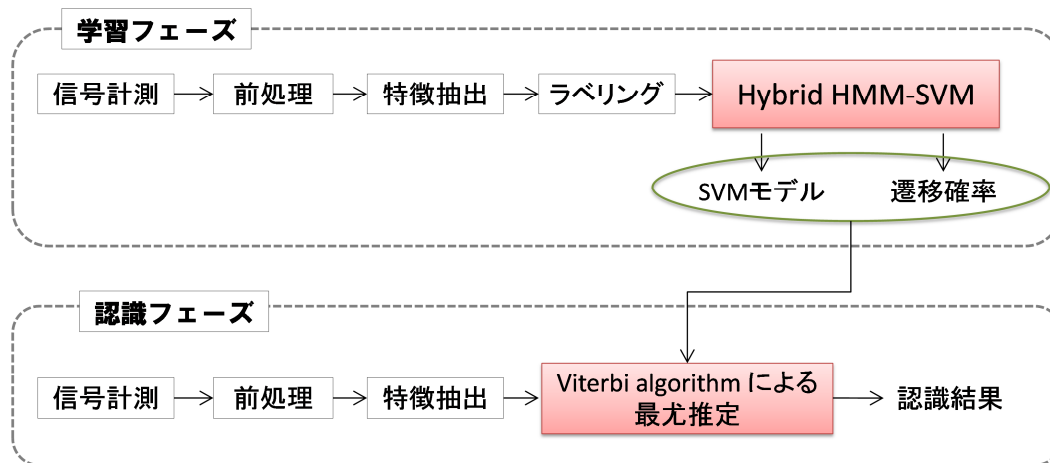 学習フェーズ
信号計測
前処理
特徴抽出
ラベリング
Hybrid HMM-SVM
SVMモデル
遷移確率
認識フェーズ
信号計測
前処理
特徴抽出
Viterbi algorithm による
最尤推定
認識結果